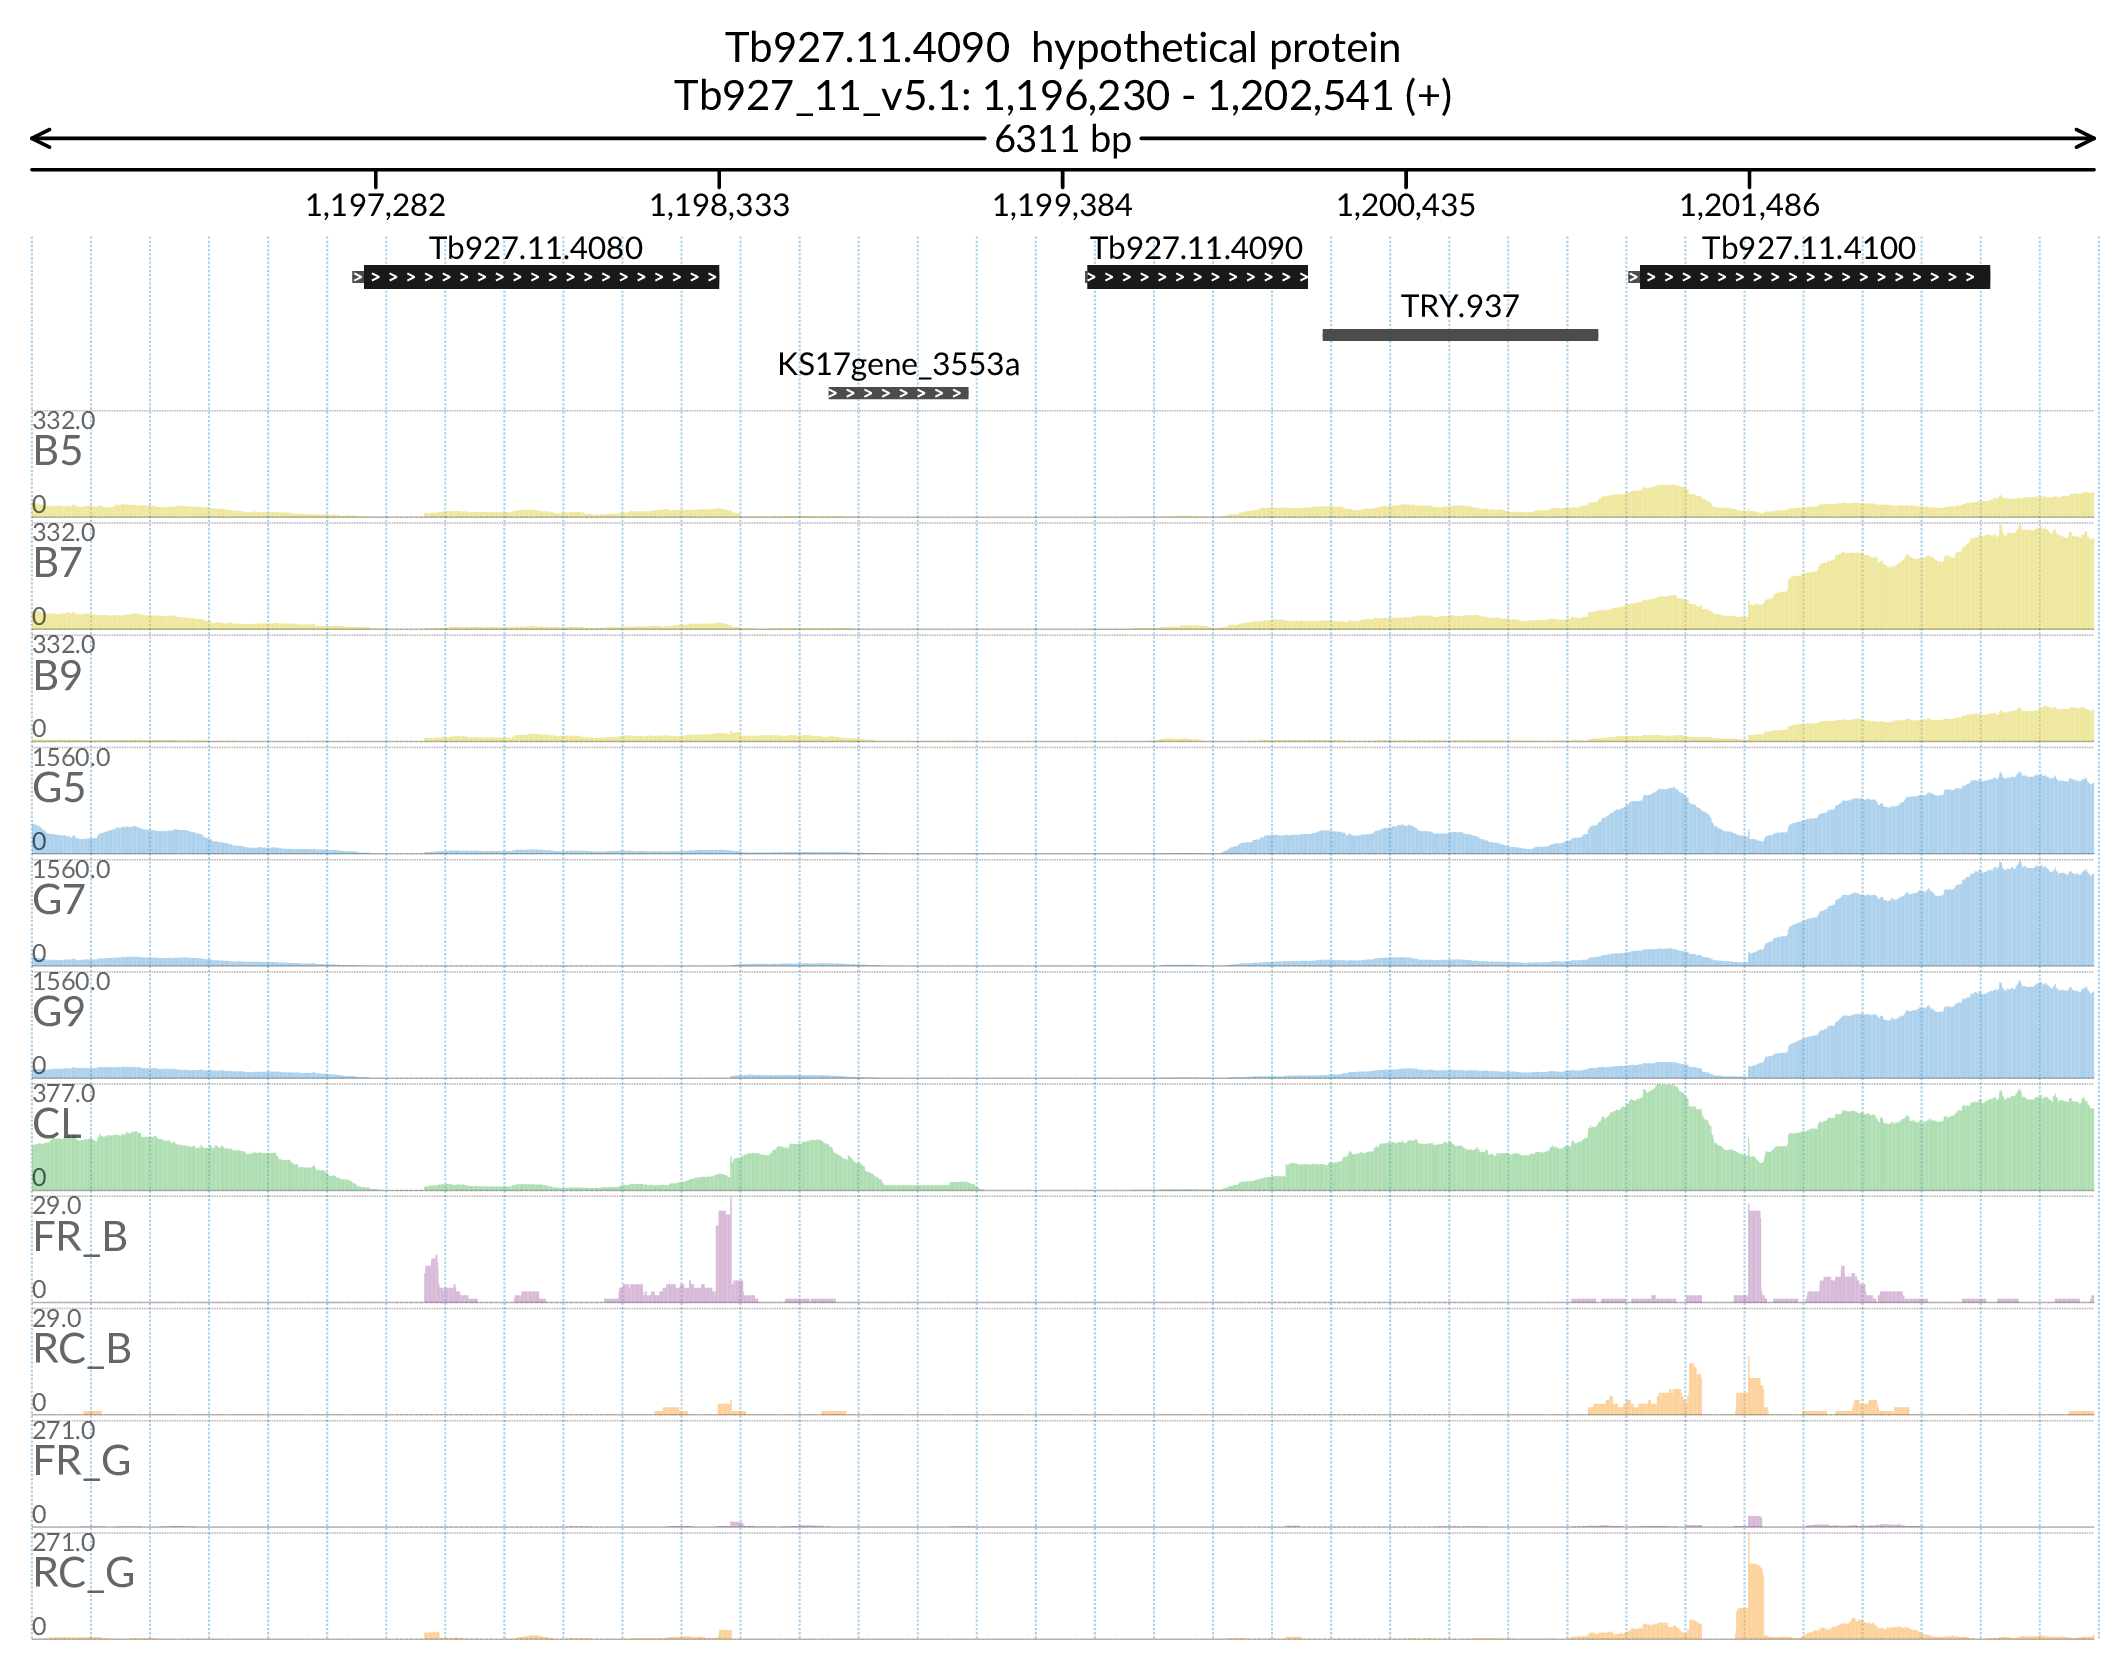 Tb927.11.4090 hypothetical protein
Tb927_11_v5.1: 1,196,230 - 1,202,541 (+)
6311 bp
1,197,282 1,198,333 1,199,384 1,200,435 1,201,486
Tb927.11.4080 Tb927.11.4090 Tb927.11.4100
TRY.937
KS17gene_3553a
332.0
B5
0
332.0
B7
0
332.0
B9
0
1560.0
G5
0
1560.0
G7
0
1560.0
G9
0
377.0
CL
0
29.0
FR_B
0
29.0
RC_B
0
271.0
FR_G
0
271.0
RC_G
0